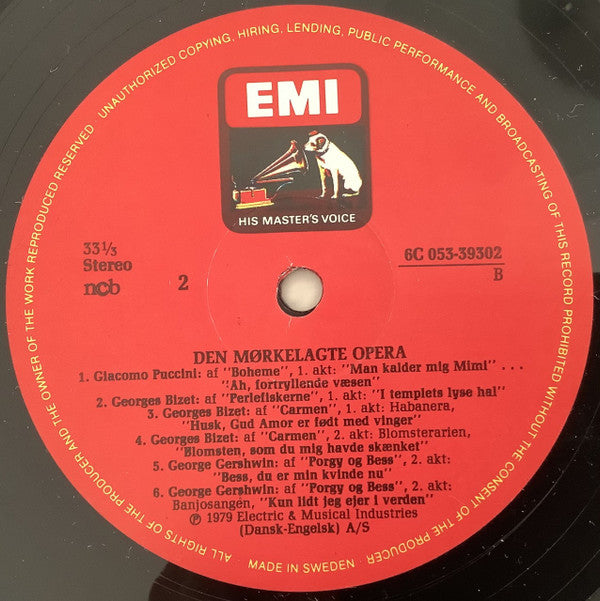 UNAUTHORIZED COPYING, HIRING, LENDING, PUBLIC PERFORMANCE AND BROADCASTING OF THIS RECORD PROHIBITED WITHOUT THE CONSENT OF THE PRODUCER · ALL RIGHTS OF THE PRODUCER AND THE OWNER OF THE WORK REPRODUCED RESERVED ·
EMI
HIS MASTER'S VOICE
33⅓
Stereo
ncb
2
6C 053-39302
B
DEN MØRKELAGTE OPERA
1. Giacomo Puccini: af "Boheme", 1. akt: "Man kalder mig Mimi" . . .
"Ah, fortryllende væsen"
2. Georges Bizet: af "Perlefiskerne", 1. akt: "I templets lyse hal"
3. Georges Bizet: af "Carmen", 1. akt: Habanera,
"Husk, Gud Amor er født med vinger"
4. Georges Bizet: af "Carmen", 2. akt: Blomsterarien,
"Blomsten, som du mig havde skænket"
5. George Gershwin: af "Porgy og Bess", 2. akt:
"Bess, du er min kvinde nu"
6. George Gershwin: af "Porgy og Bess", 2. akt:
Banjosangen, "Kun lidt jeg ejer i verden"
℗ 1979 Electric & Musical Industries
(Dansk-Engelsk) A/S
MADE IN SWEDEN